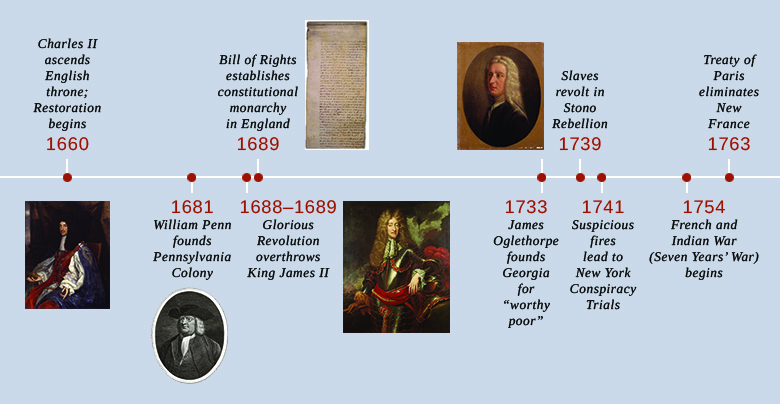 Charles II
ascends
English
throne;
Restoration
begins
1660
1681
William Penn
founds
Pennsylvania
Colony
Bill of Rights
establishes
constitutional
monarchy
in England
1689
1688–1689
Glorious
Revolution
overthrows
King James II
1733
James
Oglethorpe
founds
Georgia
for
“worthy
poor”
Slaves
revolt in
Stono
Rebellion
1739
1741
Suspicious
fires
lead to
New York
Conspiracy
Trials
1754
French and
Indian War
(Seven Years’ War)
begins
Treaty of
Paris
eliminates
New
France
1763